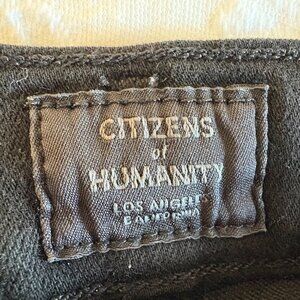 CITIZENS
of
HUMANITY
LOS ANGELES
CALIFORNIA